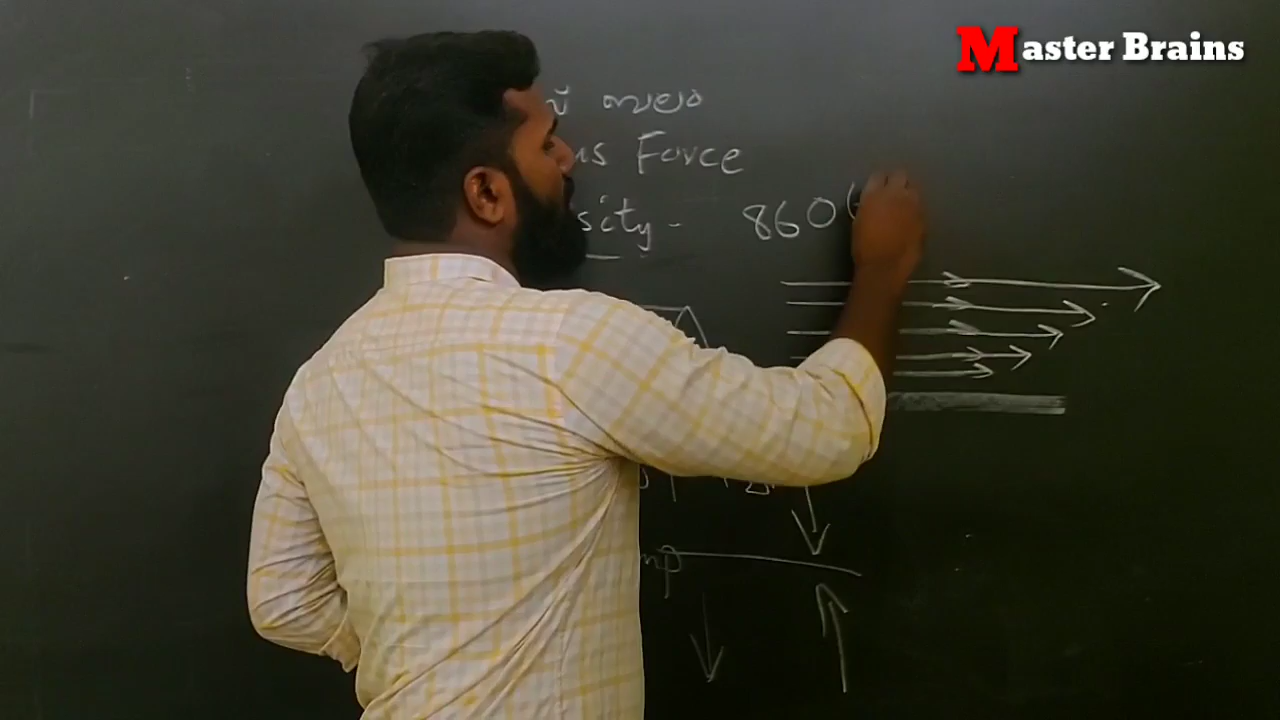 Master Brains
ബലം
us Force
sity - 860
mp